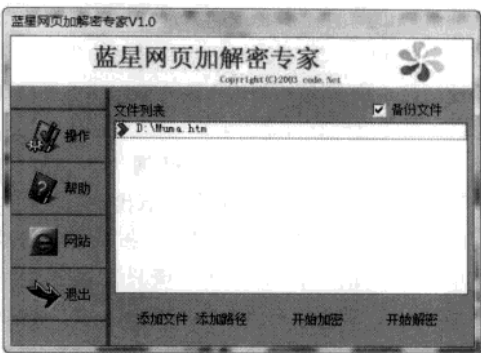 蓝星网页加解密专家V1.0
蓝星网页加解密专家
Copyright(C)2003 code.Net
文件列表
备份文件
D:\Muma.htm
操作
帮助
网站
退出
添加文件 添加路径 开始加密 开始解密